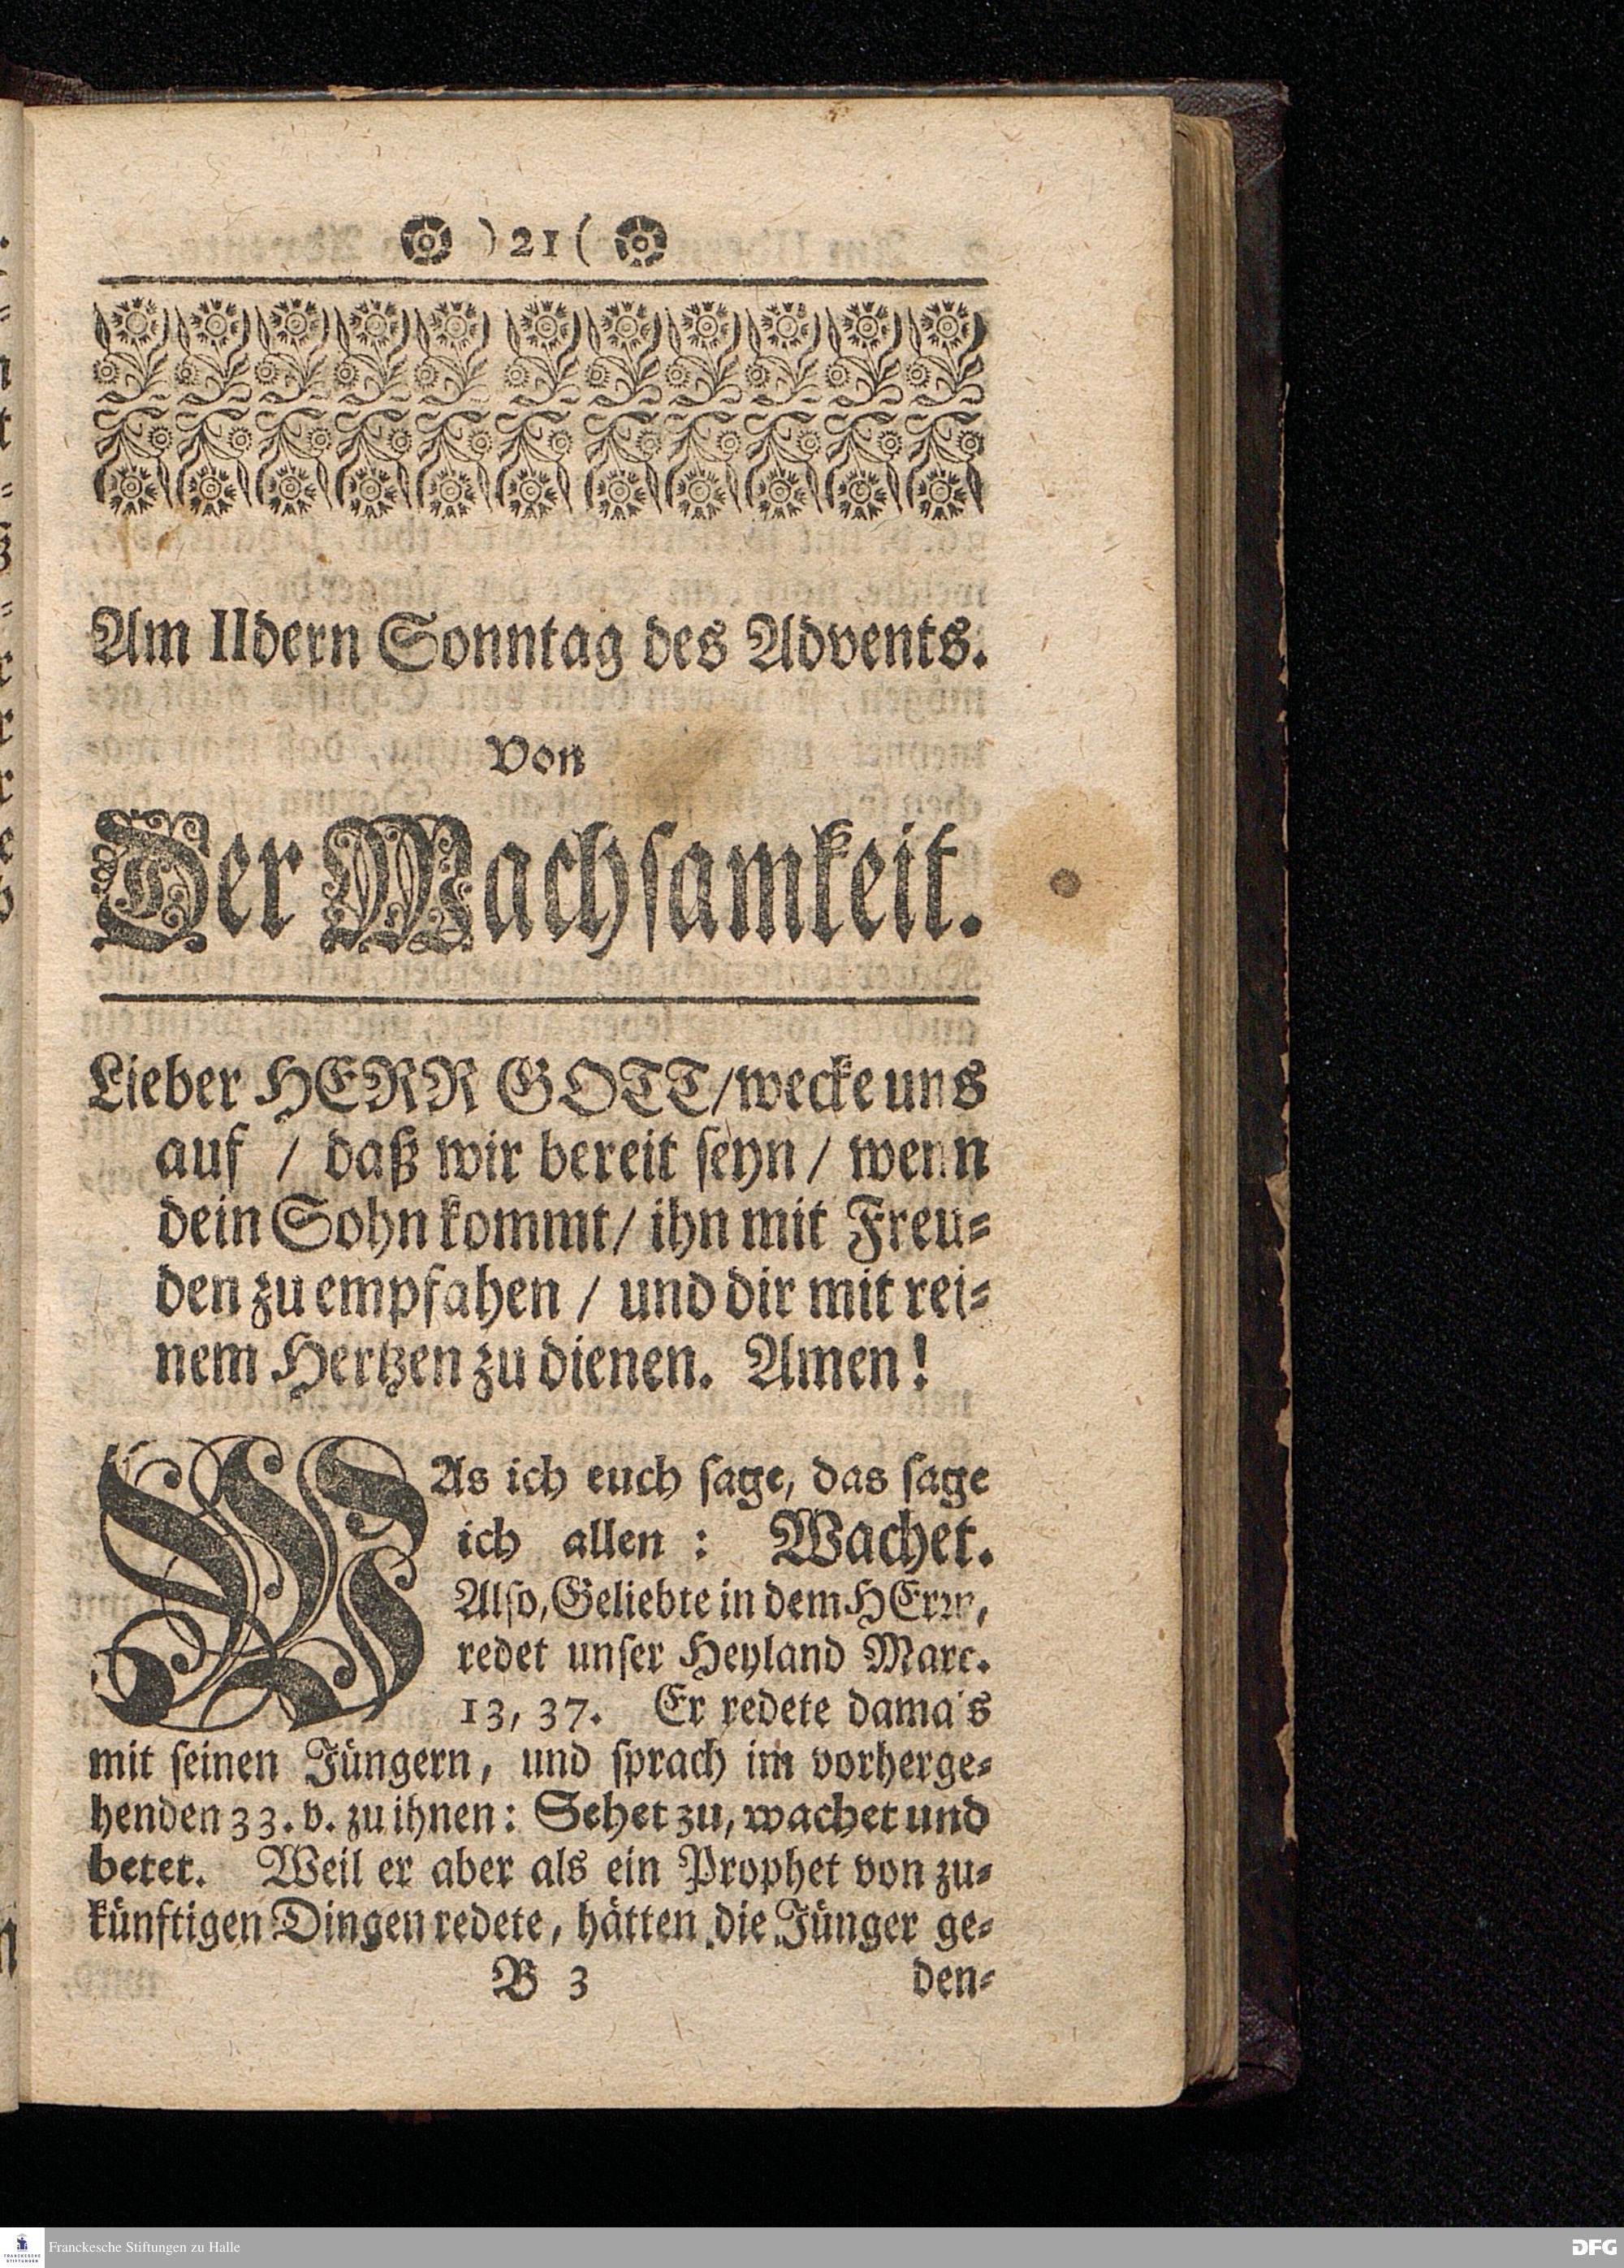 ) 21 (
Am IIdern Sonntag des Advents.
Von
Der Wachsamkeit.
Lieber HERR GOTT/wecke uns
auf / daß wir bereit seyn / wenn
dein Sohn kommt/ ihn mit Freu-
den zu empfahen / und dir mit rei-
nem Hertzen zu dienen. Amen!
WAs ich euch sage, das sage
ich allen : Wachet.
Also, Geliebte in dem HErrn,
redet unser Heyland Marc.
13, 37. Er redete damals
mit seinen Jüngern, und sprach im vorherge-
henden 33. v. zu ihnen: Sehet zu, wachet und
betet. Weil er aber als ein Prophet von zu-
künftigen Dingen redete, hätten die Jünger ge-
B 3 den-
FRANCKESCHE STIFTUNGEN
Franckesche Stiftungen zu Halle
DFG